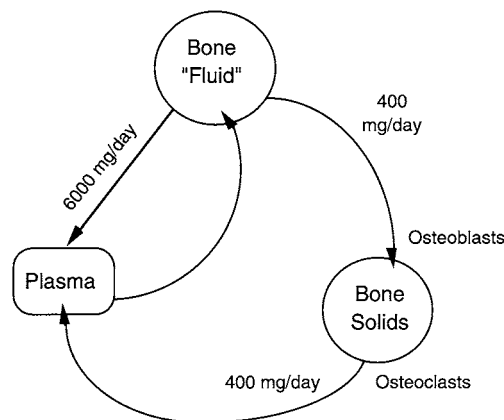 Bone
"Fluid"
400
mg/day
6000 mg/day
Osteoblasts
Plasma
Bone
Solids
400 mg/day
Osteoclasts